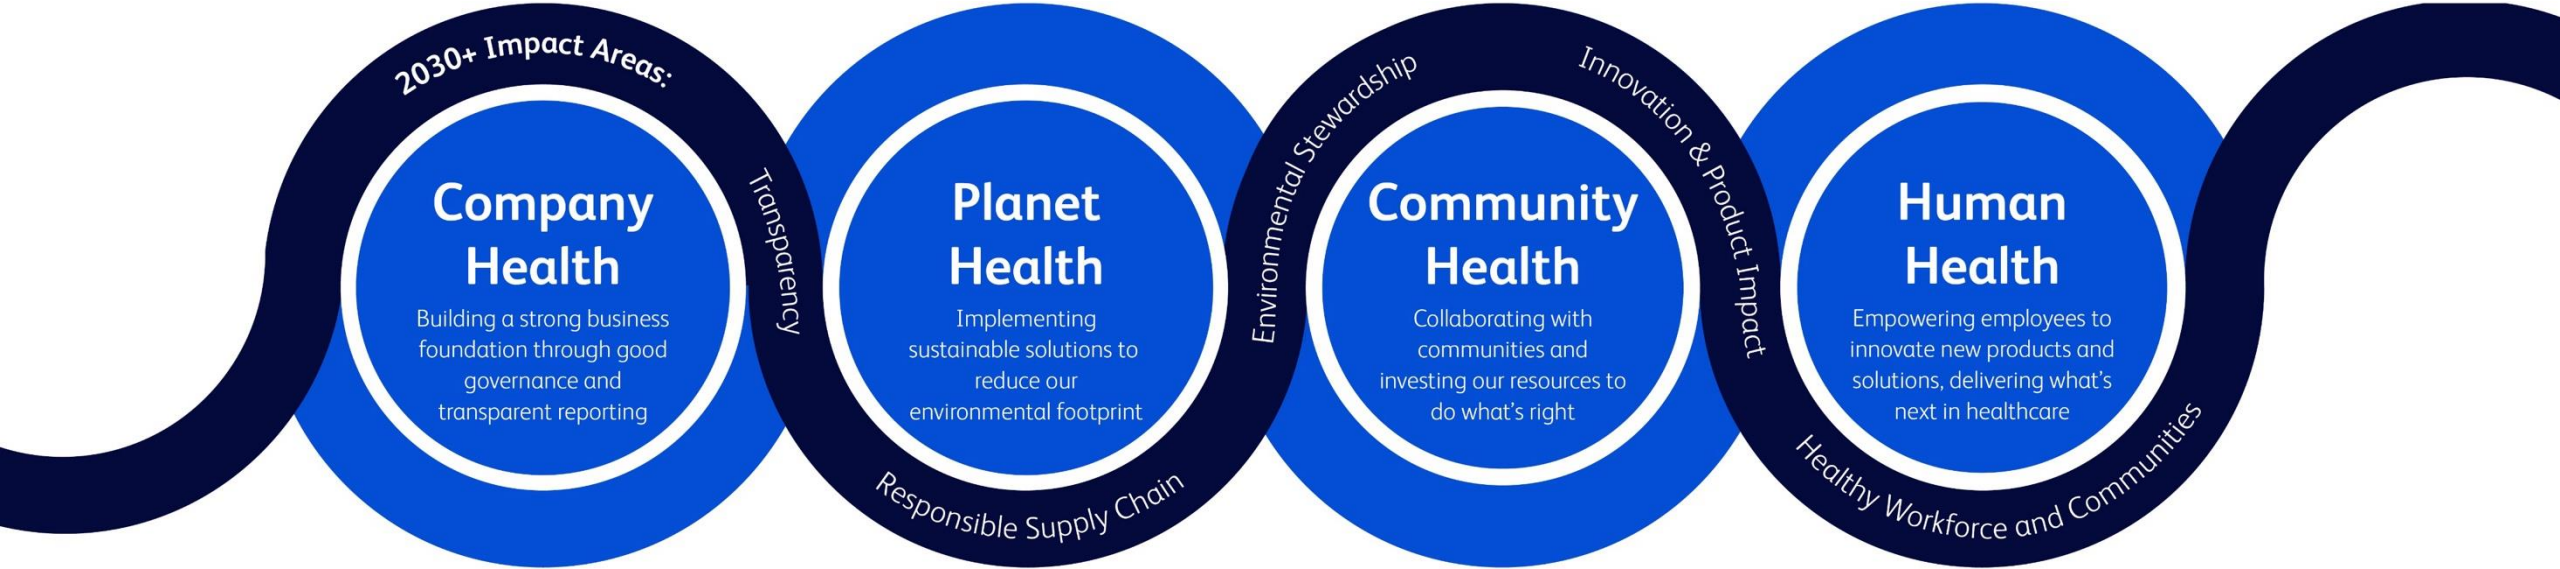 2030+ Impact Areas:
Company
Health
Building a strong business
foundation through good
governance and
transparent reporting
Transparency
Planet
Health
Implementing
sustainable solutions to
reduce our
environmental footprint
Responsible Supply Chain
Environmental Stewardship
Community
Health
Collaborating with
communities and
investing our resources to
do what’s right
Innovation & Product Impact
Human
Health
Empowering employees to
innovate new products and
solutions, delivering what’s
next in healthcare
Healthy Workforce and Communities